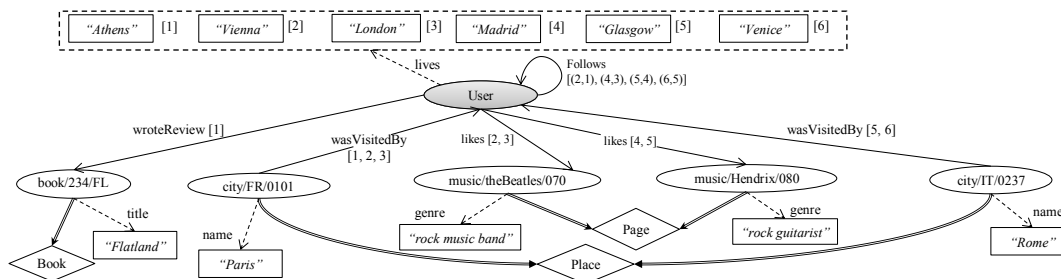 "Athens" [1] "Vienna" [2] "London" [3] "Madrid" [4] "Glasgow" [5] "Venice" [6]
lives
Follows
[(2,1), (4,3), (5,4), (6,5)]
User
wroteReview [1]
wasVisitedBy
[1, 2, 3]
likes [2, 3]
likes [4, 5]
wasVisitedBy [5, 6]
book/234/FL
city/FR/0101
music/theBeatles/070
music/Hendrix/080
city/IT/0237
title
name
genre
genre
name
"Flatland"
"Paris"
"rock music band"
"rock guitarist"
"Rome"
Book
Page
Place